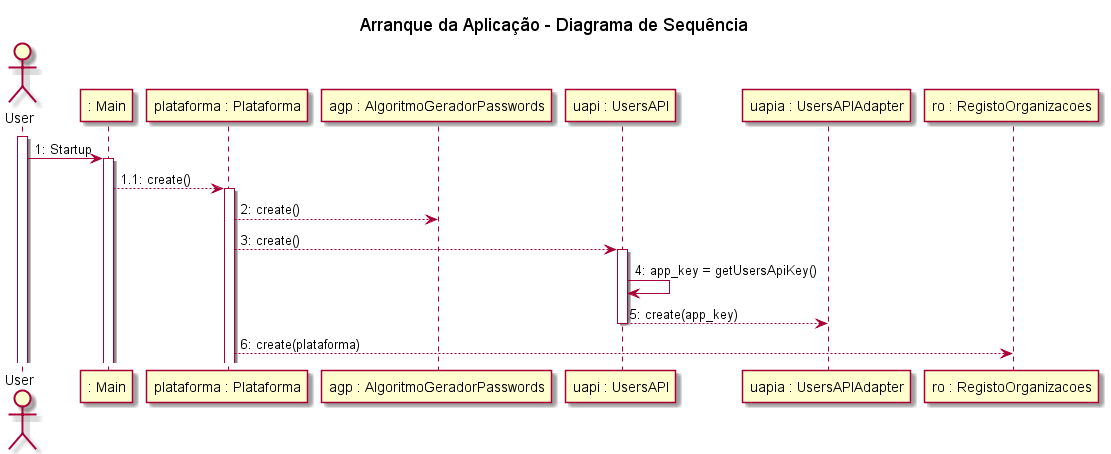 Arranque da Aplicação - Diagrama de Sequência
User
: Main
plataforma : Plataforma
agp : AlgoritmoGeradorPasswords
uapi : UsersAPI
uapia : UsersAPIAdapter
ro : RegistoOrganizacoes
1: Startup
1.1: create()
2: create()
3: create()
4: app_key = getUsersApiKey()
5: create(app_key)
6: create(plataforma)
User
: Main
plataforma : Plataforma
agp : AlgoritmoGeradorPasswords
uapi : UsersAPI
uapia : UsersAPIAdapter
ro : RegistoOrganizacoes